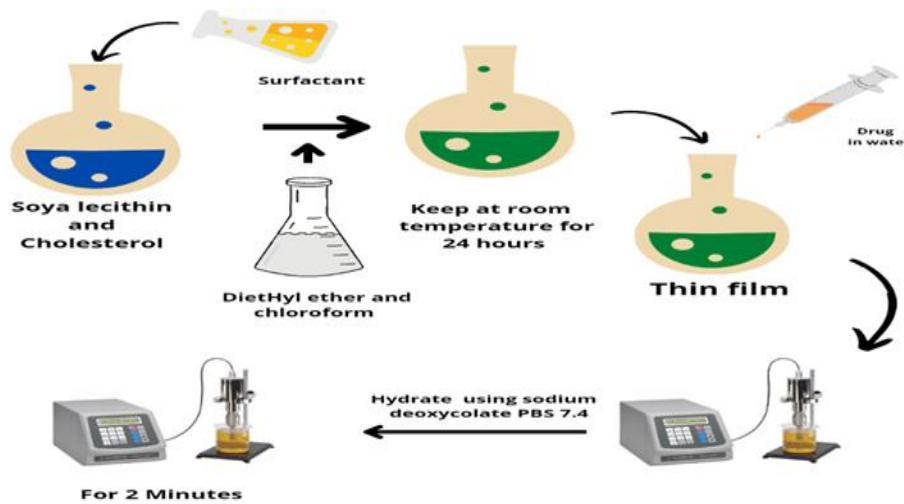 Surfactant
Soya lecithin
and
Cholesterol
DietHyl ether and
chloroform
Keep at room
temperature for
24 hours
Drug
in water
Thin film
Hydrate using sodium
deoxycolate PBS 7.4
For 2 Minutes